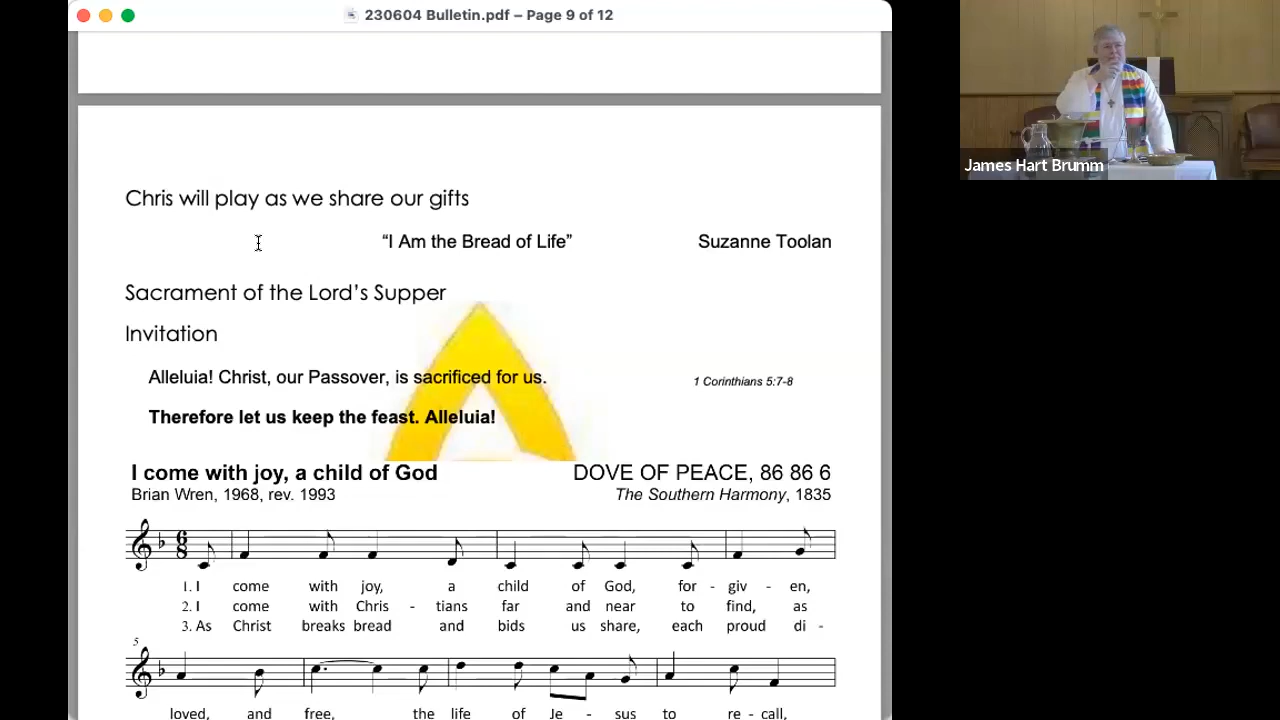 230604 Bulletin.pdf – Page 9 of 12
Chris will play as we share our gifts
“I Am the Bread of Life” Suzanne Toolan
Sacrament of the Lord’s Supper
Invitation
Alleluia! Christ, our Passover, is sacrificed for us. 1 Corinthians 5:7-8
Therefore let us keep the feast. Alleluia!
I come with joy, a child of God DOVE OF PEACE, 86 86 6
Brian Wren, 1968, rev. 1993 The Southern Harmony, 1835
6
8
1. I come with joy, a child of God, for - giv - en,
2. I come with Chris - tians far and near to find, as
3. As Christ breaks bread and bids us share, each proud di -
5
loved, and free, the life of Je - sus to re - call,
James Hart Brumm